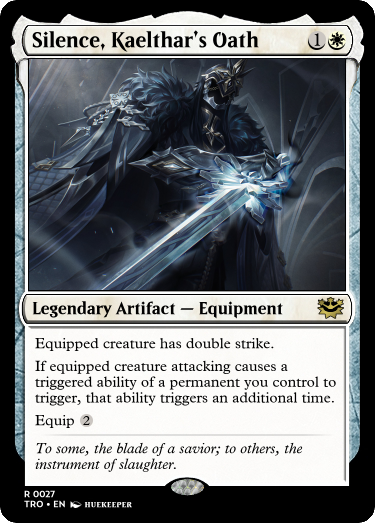 Silence, Kaelthar's Oath 1
Legendary Artifact — Equipment
Equipped creature has double strike.
If equipped creature attacking causes a
triggered ability of a permanent you control to
trigger, that ability triggers an additional time.
Equip 2
To some, the blade of a savior; to others, the
instrument of slaughter.
R 0027
TRO • EN HUEKEEPER